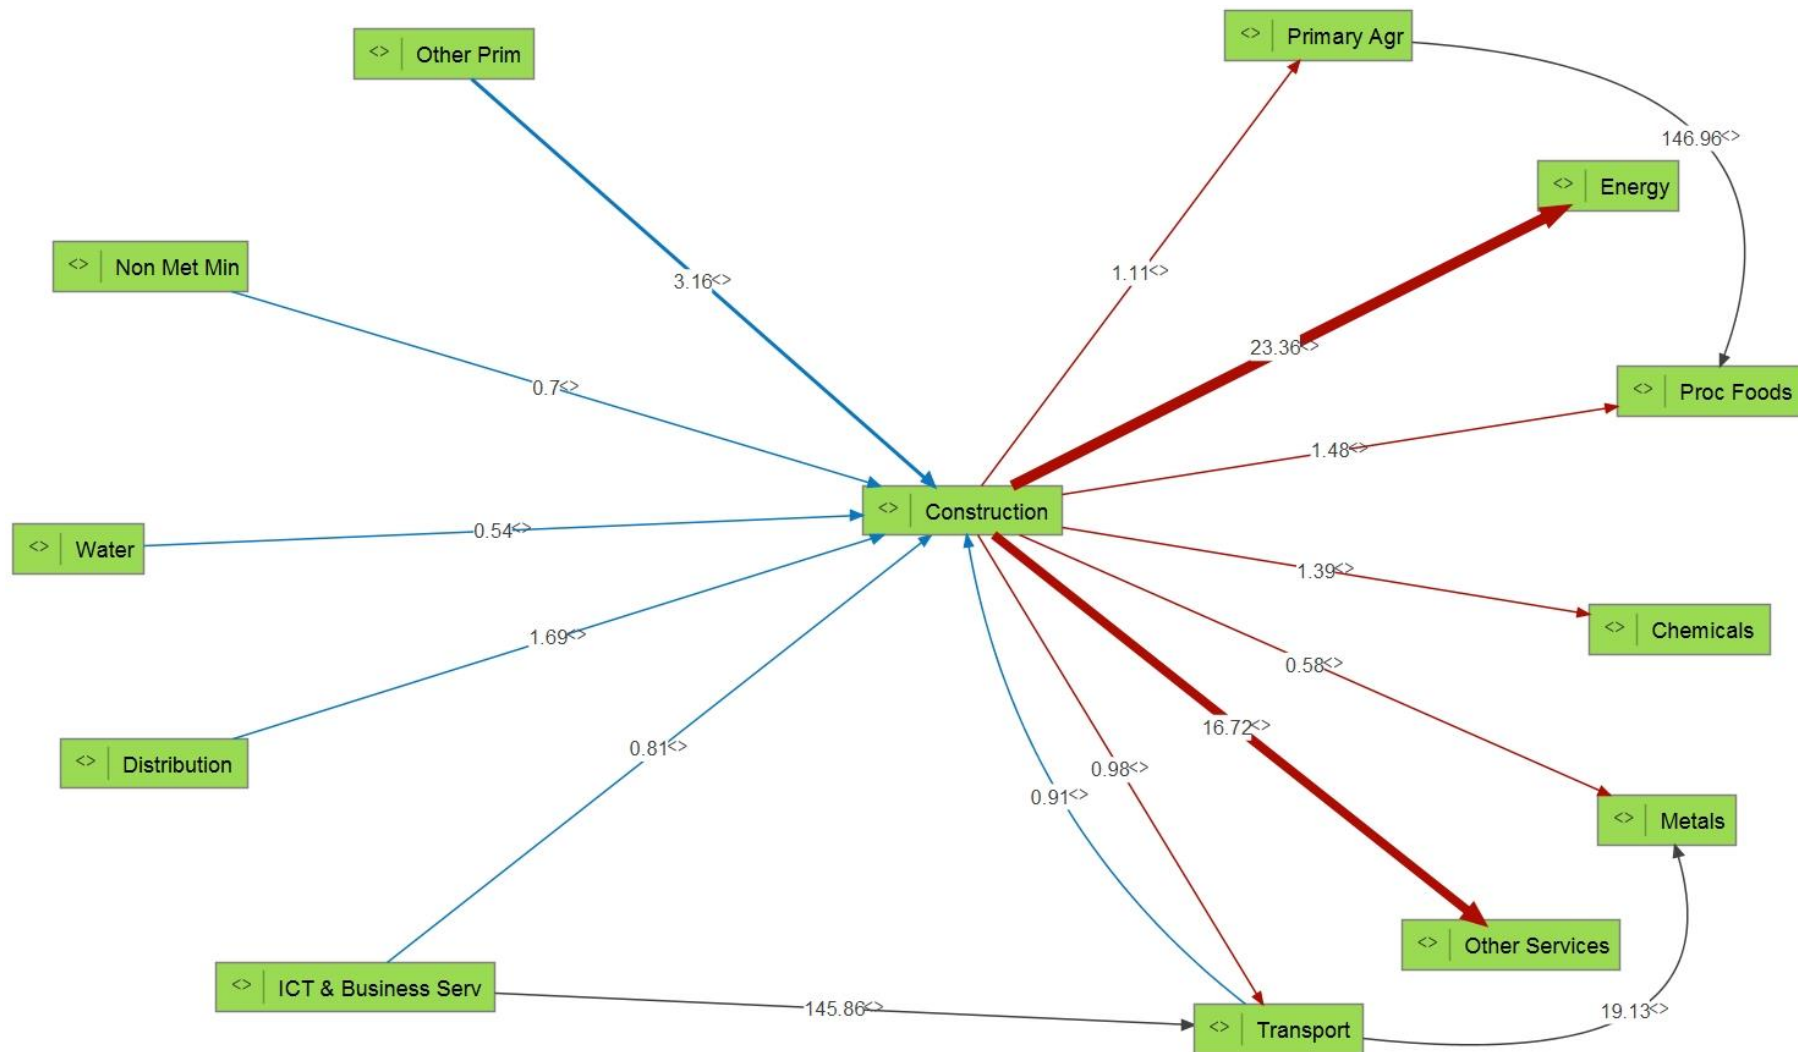 <> Other Prim
<> Primary Agr
146.96<>
<> Energy
<> Non Met Min
3.16<>
1.11<>
23.36<>
0.7<>
<> Proc Foods
1.48<>
<> Construction
0.54<>
<> Water
1.39<>
<> Chemicals
1.69<>
0.58<>
16.72<>
0.81<>
<> Distribution
0.98<>
0.91<>
<> Metals
<> Other Services
<> ICT & Business Serv
145.86<>
19.13<>
<> Transport